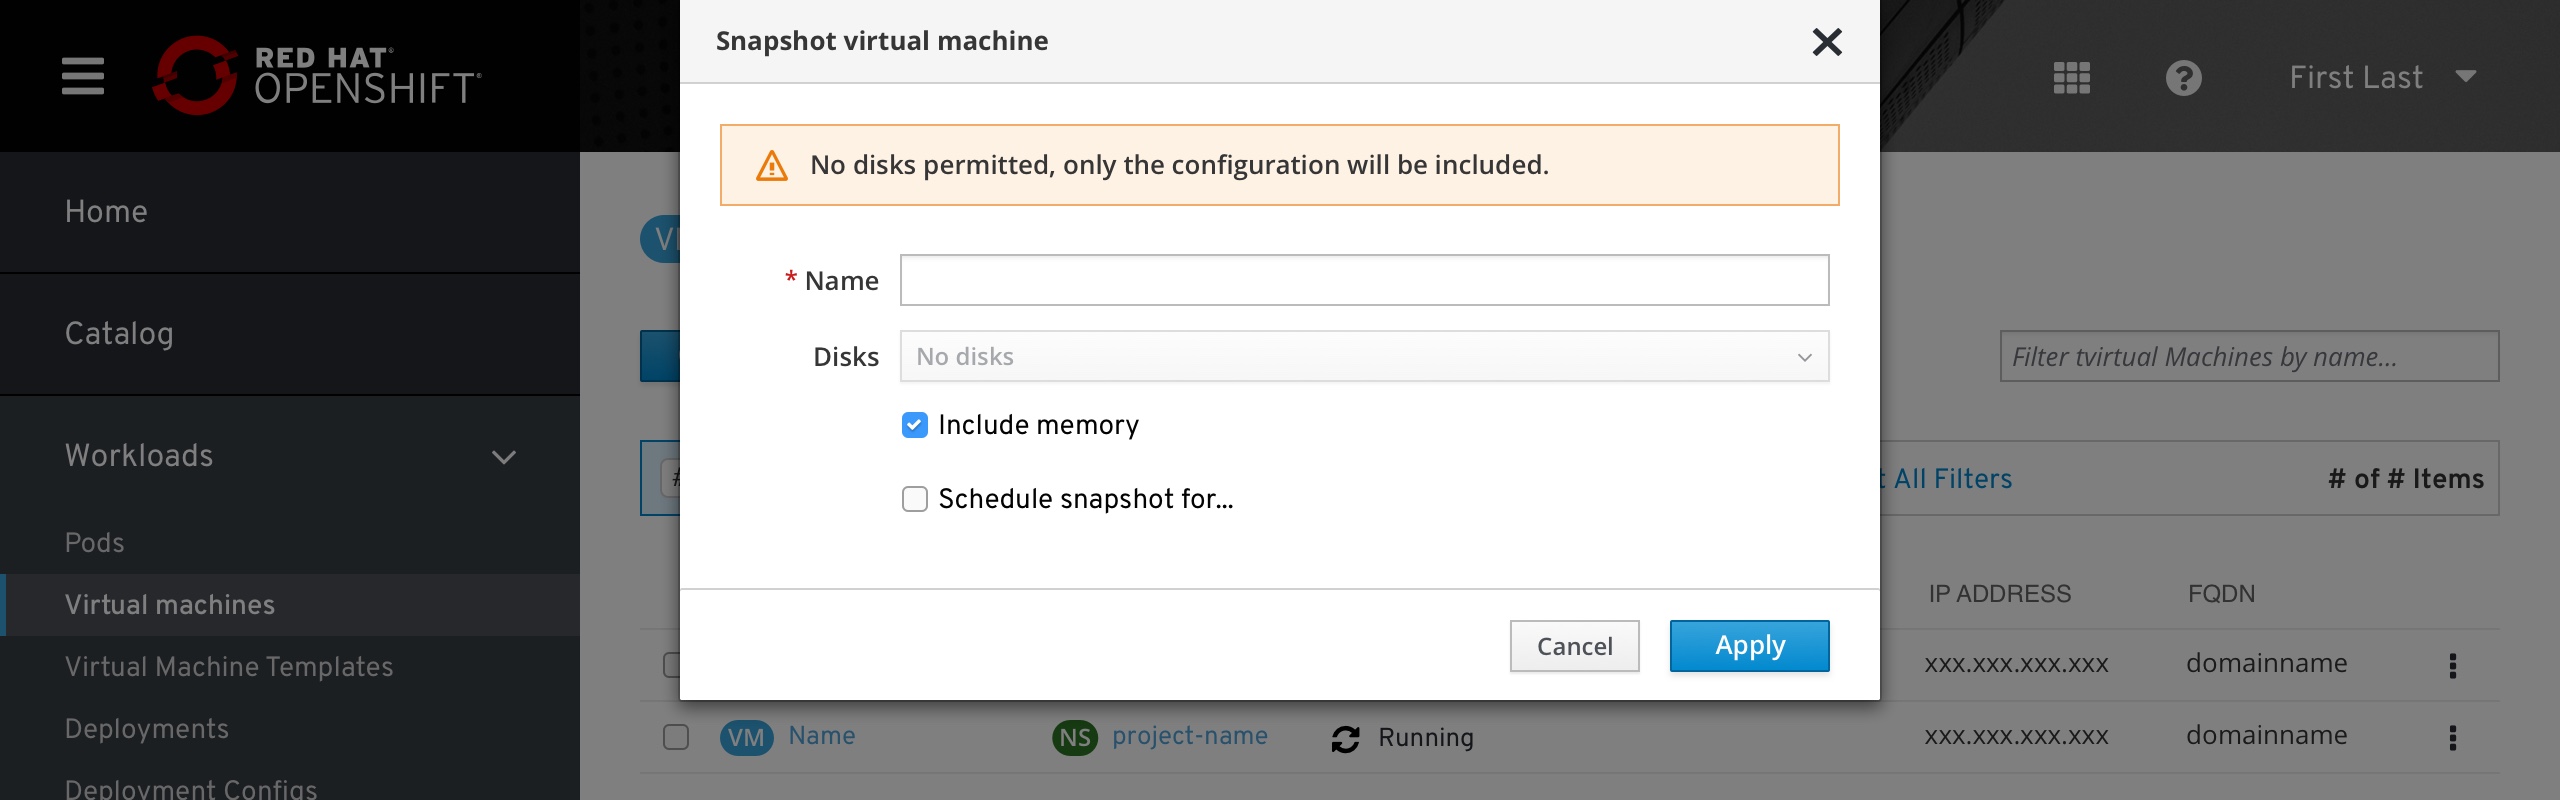 Snapshot virtual machine
RED HAT®
OPENSHIFT®
First Last
No disks permitted, only the configuration will be included.
Home
* Name
Catalog
Disks No disks
Filter tvirtual Machines by name...
Include memory
Workloads
All Filters
# of # Items
Schedule snapshot for...
Pods
Virtual machines
IP ADDRESS FQDN
Cancel Apply
Virtual Machine Templates
xxx.xxx.xxx.xxx domainname
Deployments
VM Name NS project-name Running xxx.xxx.xxx.xxx domainname
Deployment Configs